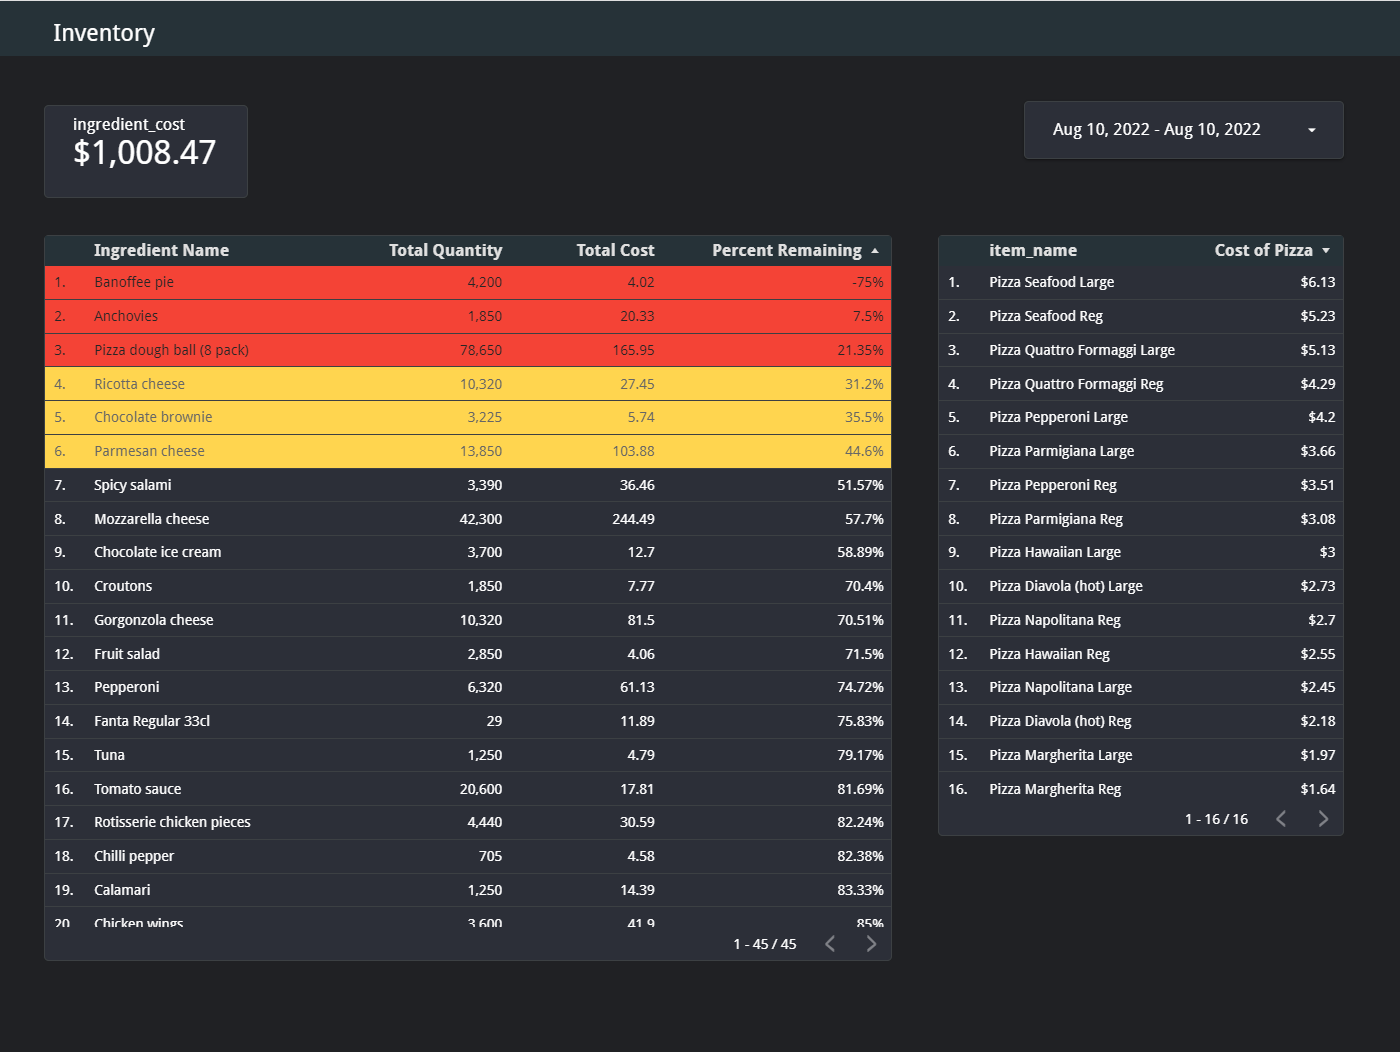 Inventory
ingredient_cost
$1,008.47
Aug 10, 2022 - Aug 10, 2022
Ingredient Name Total Quantity Total Cost Percent Remaining
1. Banoffee pie 4,200 4.02 -75%
2. Anchovies 1,850 20.33 7.5%
3. Pizza dough ball (8 pack) 78,650 165.95 21.35%
4. Ricotta cheese 10,320 27.45 31.2%
5. Chocolate brownie 3,225 5.74 35.5%
6. Parmesan cheese 13,850 103.88 44.6%
7. Spicy salami 3,390 36.46 51.57%
8. Mozzarella cheese 42,300 244.49 57.7%
9. Chocolate ice cream 3,700 12.7 58.89%
10. Croutons 1,850 7.77 70.4%
11. Gorgonzola cheese 10,320 81.5 70.51%
12. Fruit salad 2,850 4.06 71.5%
13. Pepperoni 6,320 61.13 74.72%
14. Fanta Regular 33cl 29 11.89 75.83%
15. Tuna 1,250 4.79 79.17%
16. Tomato sauce 20,600 17.81 81.69%
17. Rotisserie chicken pieces 4,440 30.59 82.24%
18. Chilli pepper 705 4.58 82.38%
19. Calamari 1,250 14.39 83.33%
20. Chicken wings 3,600 41.9 85%
1 - 45 / 45
item_name Cost of Pizza
1. Pizza Seafood Large $6.13
2. Pizza Seafood Reg $5.23
3. Pizza Quattro Formaggi Large $5.13
4. Pizza Quattro Formaggi Reg $4.29
5. Pizza Pepperoni Large $4.2
6. Pizza Parmigiana Large $3.66
7. Pizza Pepperoni Reg $3.51
8. Pizza Parmigiana Reg $3.08
9. Pizza Hawaiian Large $3
10. Pizza Diavola (hot) Large $2.73
11. Pizza Napolitana Reg $2.7
12. Pizza Hawaiian Reg $2.55
13. Pizza Napolitana Large $2.45
14. Pizza Diavola (hot) Reg $2.18
15. Pizza Margherita Large $1.97
16. Pizza Margherita Reg $1.64
1 - 16 / 16